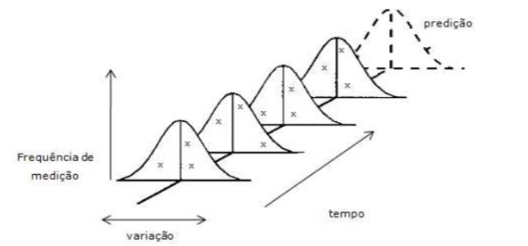 predição
Frequência de
medição
tempo
variação